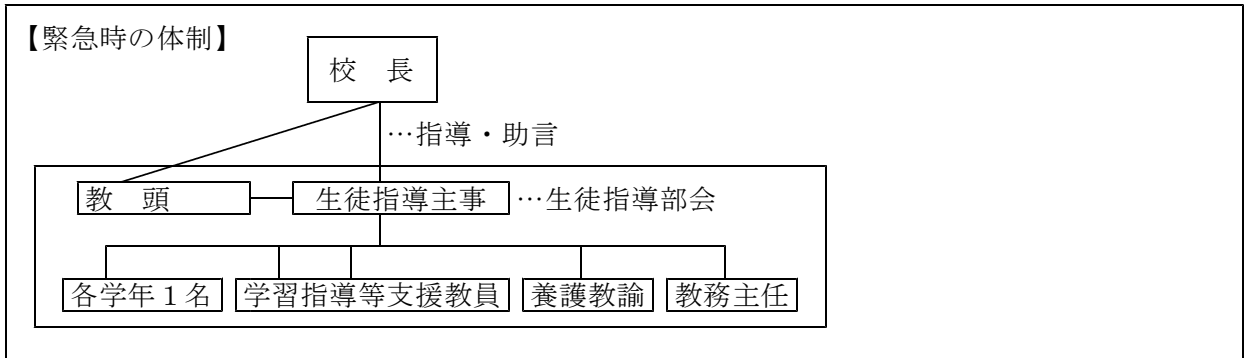 【緊急時の体制】
校　長
…指導・助言
教　頭
生徒指導主事
…生徒指導部会
各学年１名
学習指導等支援教員
養護教諭
教務主任